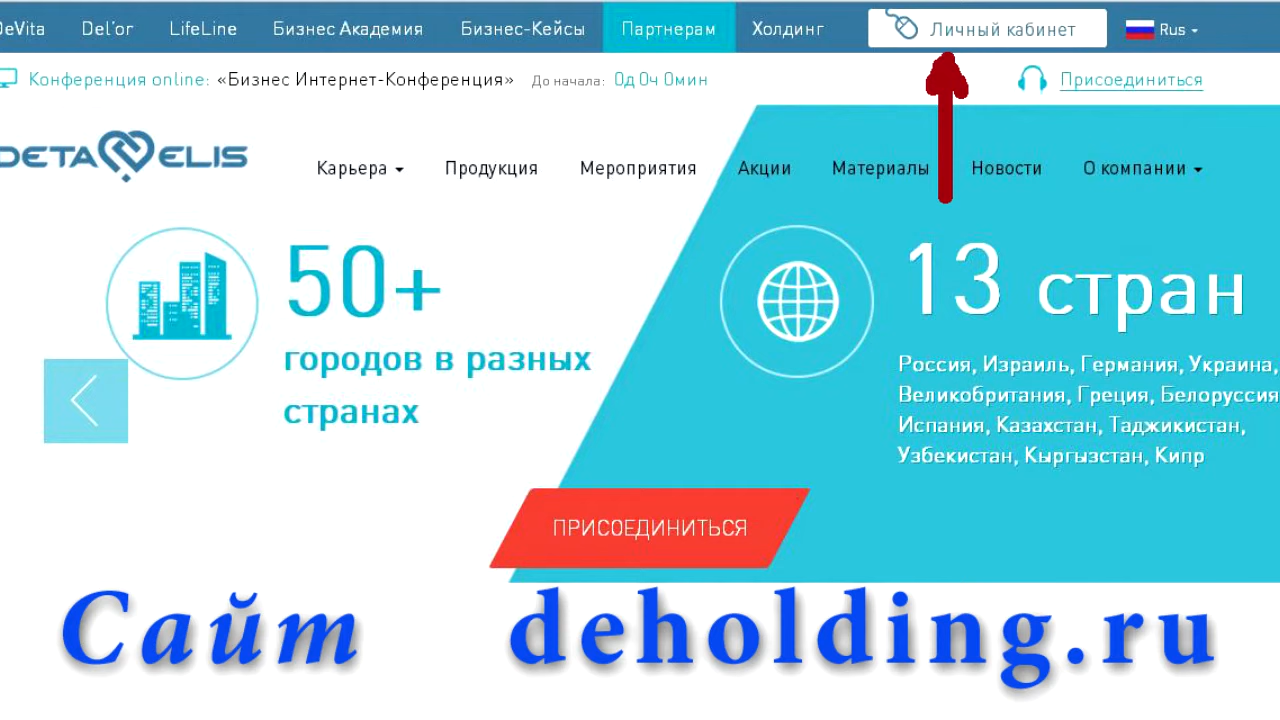 DeVita Del'or LifeLine Бизнес Академия Бизнес-Кейсы Партнерам Холдинг Личный кабинет Rus
Конференция online: «Бизнес Интернет-Конференция» До начала: 0д 0ч 0мин Присоединиться
DETA ELIS
Карьера Продукция Мероприятия Акции Материалы Новости О компании
50+
городов в разных
странах
13 стран
Россия, Израиль, Германия, Украина,
Великобритания, Греция, Белоруссия
Испания, Казахстан, Таджикистан,
Узбекистан, Кыргызстан, Кипр
ПРИСОЕДИНИТЬСЯ
Сайт deholding.ru